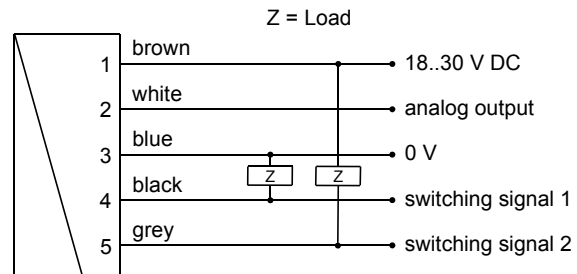 Z = Load
1 brown 18..30 V DC
2 white analog output
3 blue 0 V
Z Z
4 black switching signal 1
5 grey switching signal 2